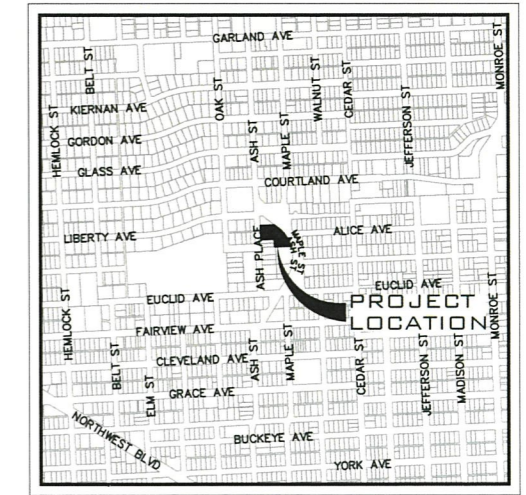 GARLAND AVE
MONROE ST
BELT ST
OAK ST
WALNUT ST
CEDAR ST
KIERNAN AVE
HEMLOCK ST
ASH ST
MAPLE ST
JEFFERSON ST
GORDON AVE
GLASS AVE
COURTLAND AVE
LIBERTY AVE
ASH PLACE
MAPLE ST
ASH ST
ALICE AVE
EUCLID AVE
EUCLID AVE
PROJECT
LOCATION
HEMLOCK ST
MONROE ST
FAIRVIEW AVE
BELT ST
CLEVELAND AVE
ASH ST
MAPLE ST
CEDAR ST
JEFFERSON ST
MADISON ST
ELM ST
GRACE AVE
NORTHWEST BLVD
BUCKEYE AVE
YORK AVE